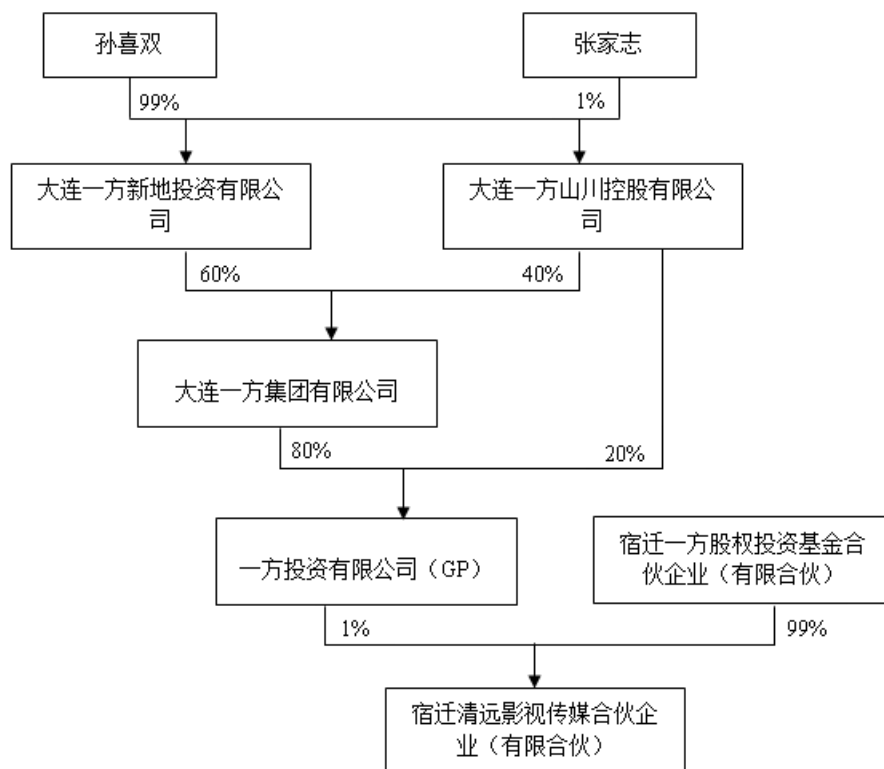 孙喜双
张家志
99%
1%
大连一方新地投资有限公
司
大连一方山川控股有限公
司
60%
40%
大连一方集团有限公司
80%
20%
一方投资有限公司（GP）
宿迁一方股权投资基金合
伙企业（有限合伙）
1%
99%
宿迁清远影视传媒合伙企
业（有限合伙）